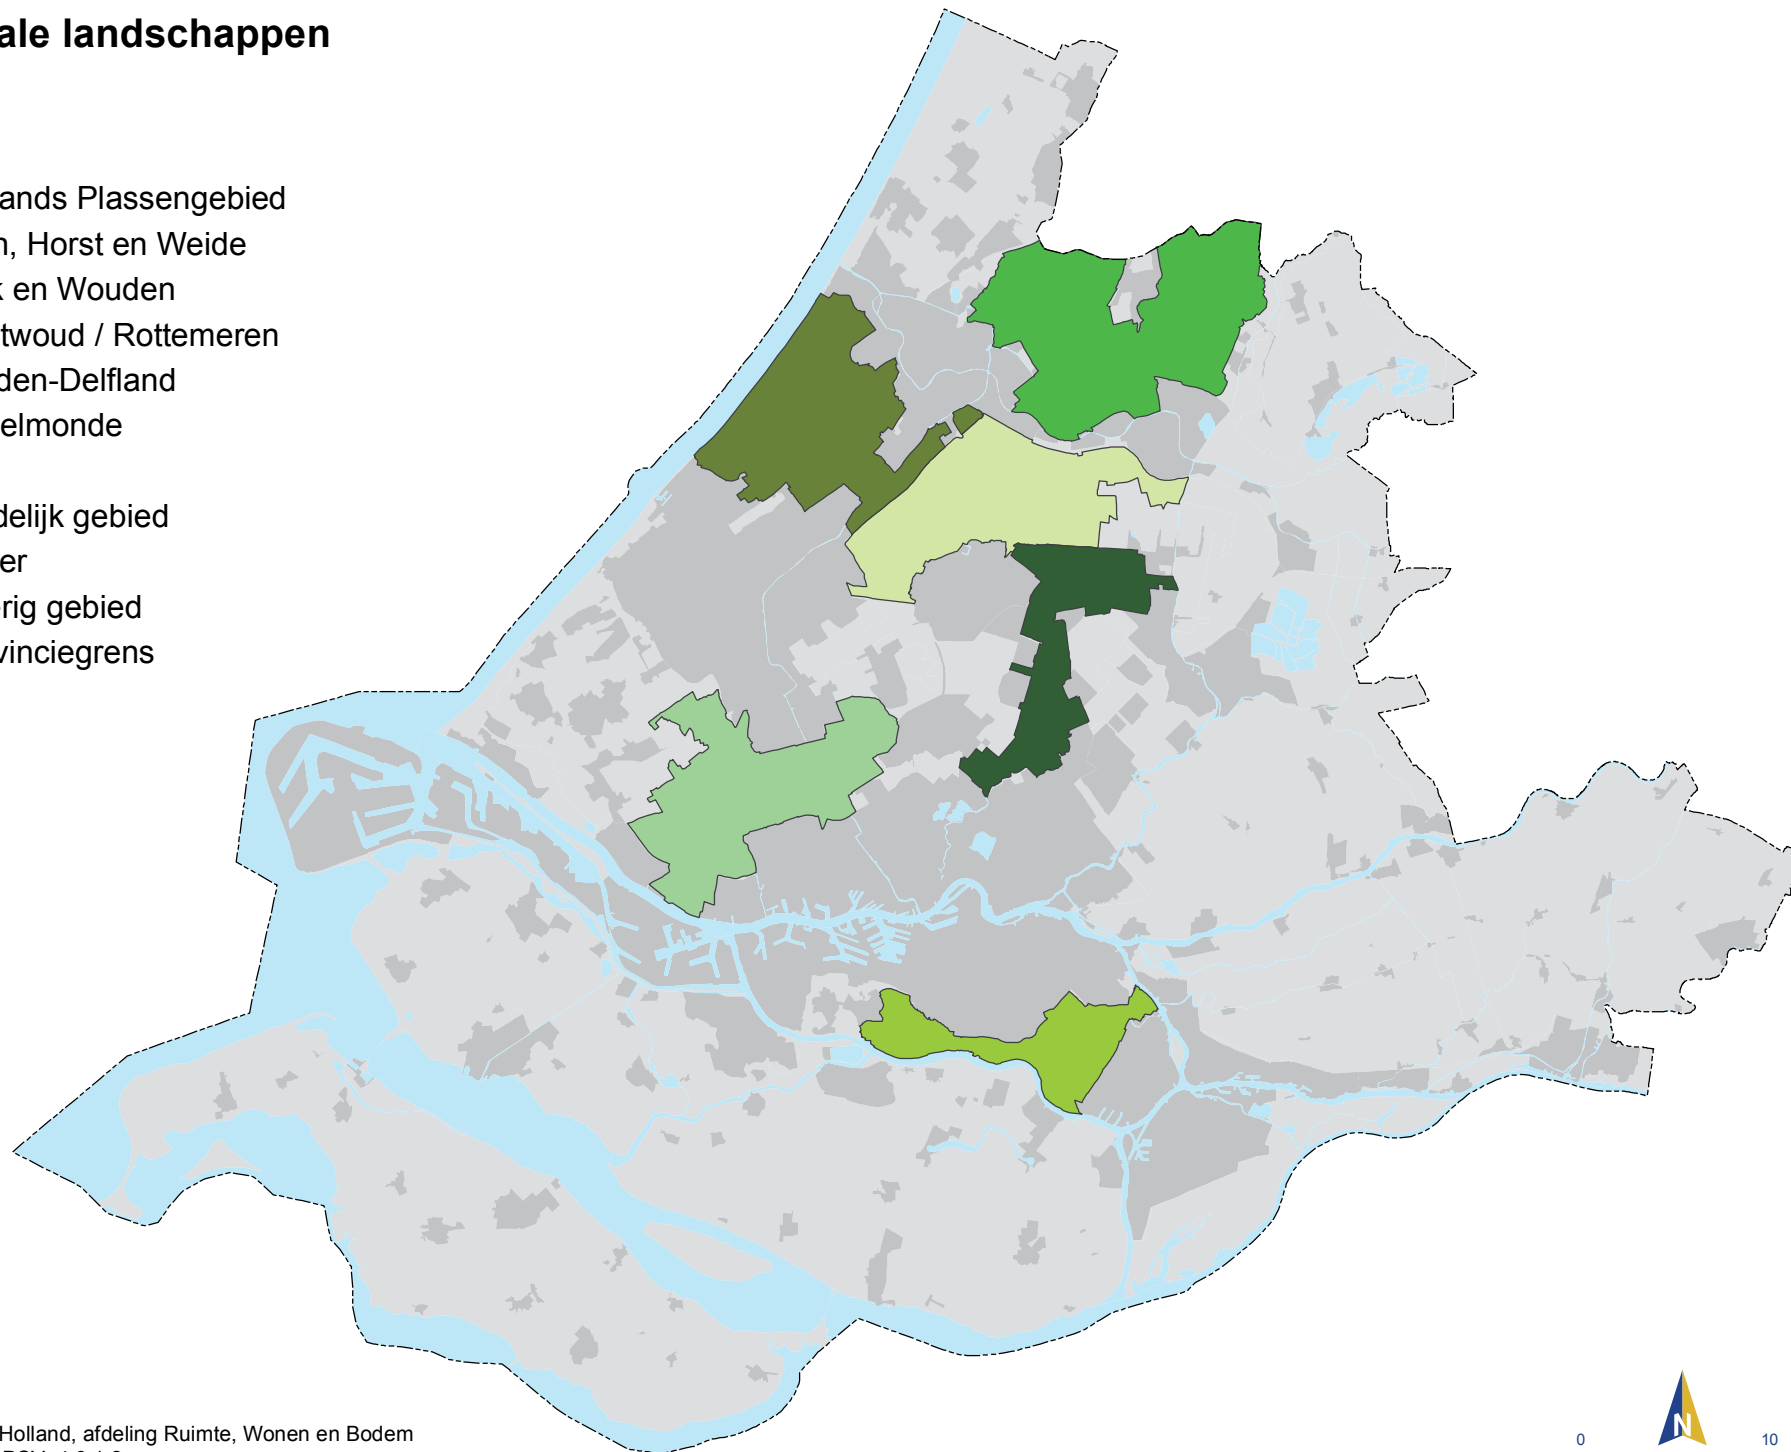 ale landschappen
ands Plassengebied
n, Horst en Weide
k en Wouden
twoud / Rottemeren
den-Delfland
elmonde
delijk gebied
er
erig gebied
vinciegrens
Holland, afdeling Ruimte, Wonen en Bodem
0 N 10